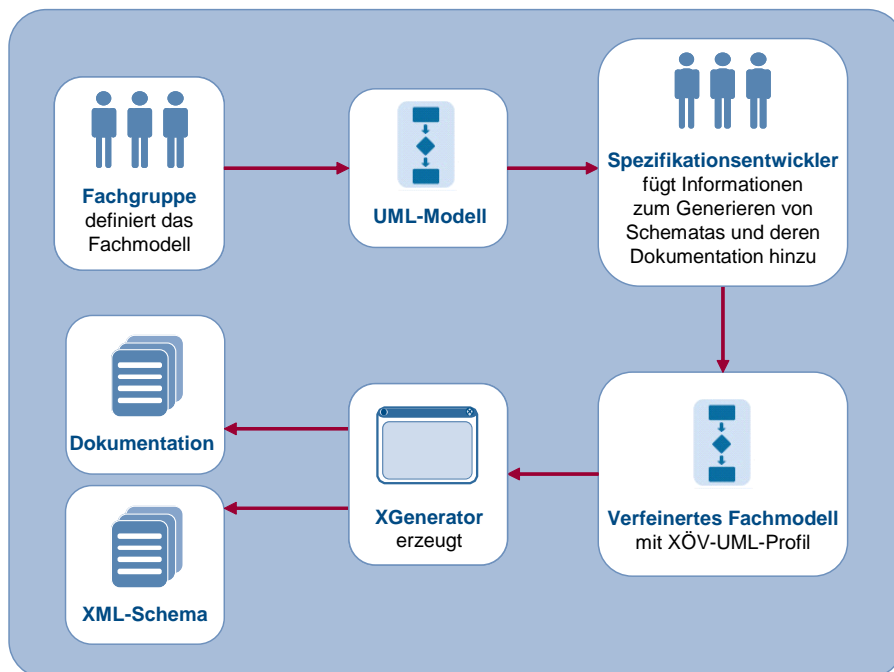 Fachgruppe
definiert das
Fachmodell
UML-Modell
Spezifikationsentwickler
fügt Informationen
zum Generieren von
Schematas und deren
Dokumentation hinzu
Verfeinertes Fachmodell
mit XÖV-UML-Profil
XGenerator
erzeugt
Dokumentation
XML-Schema